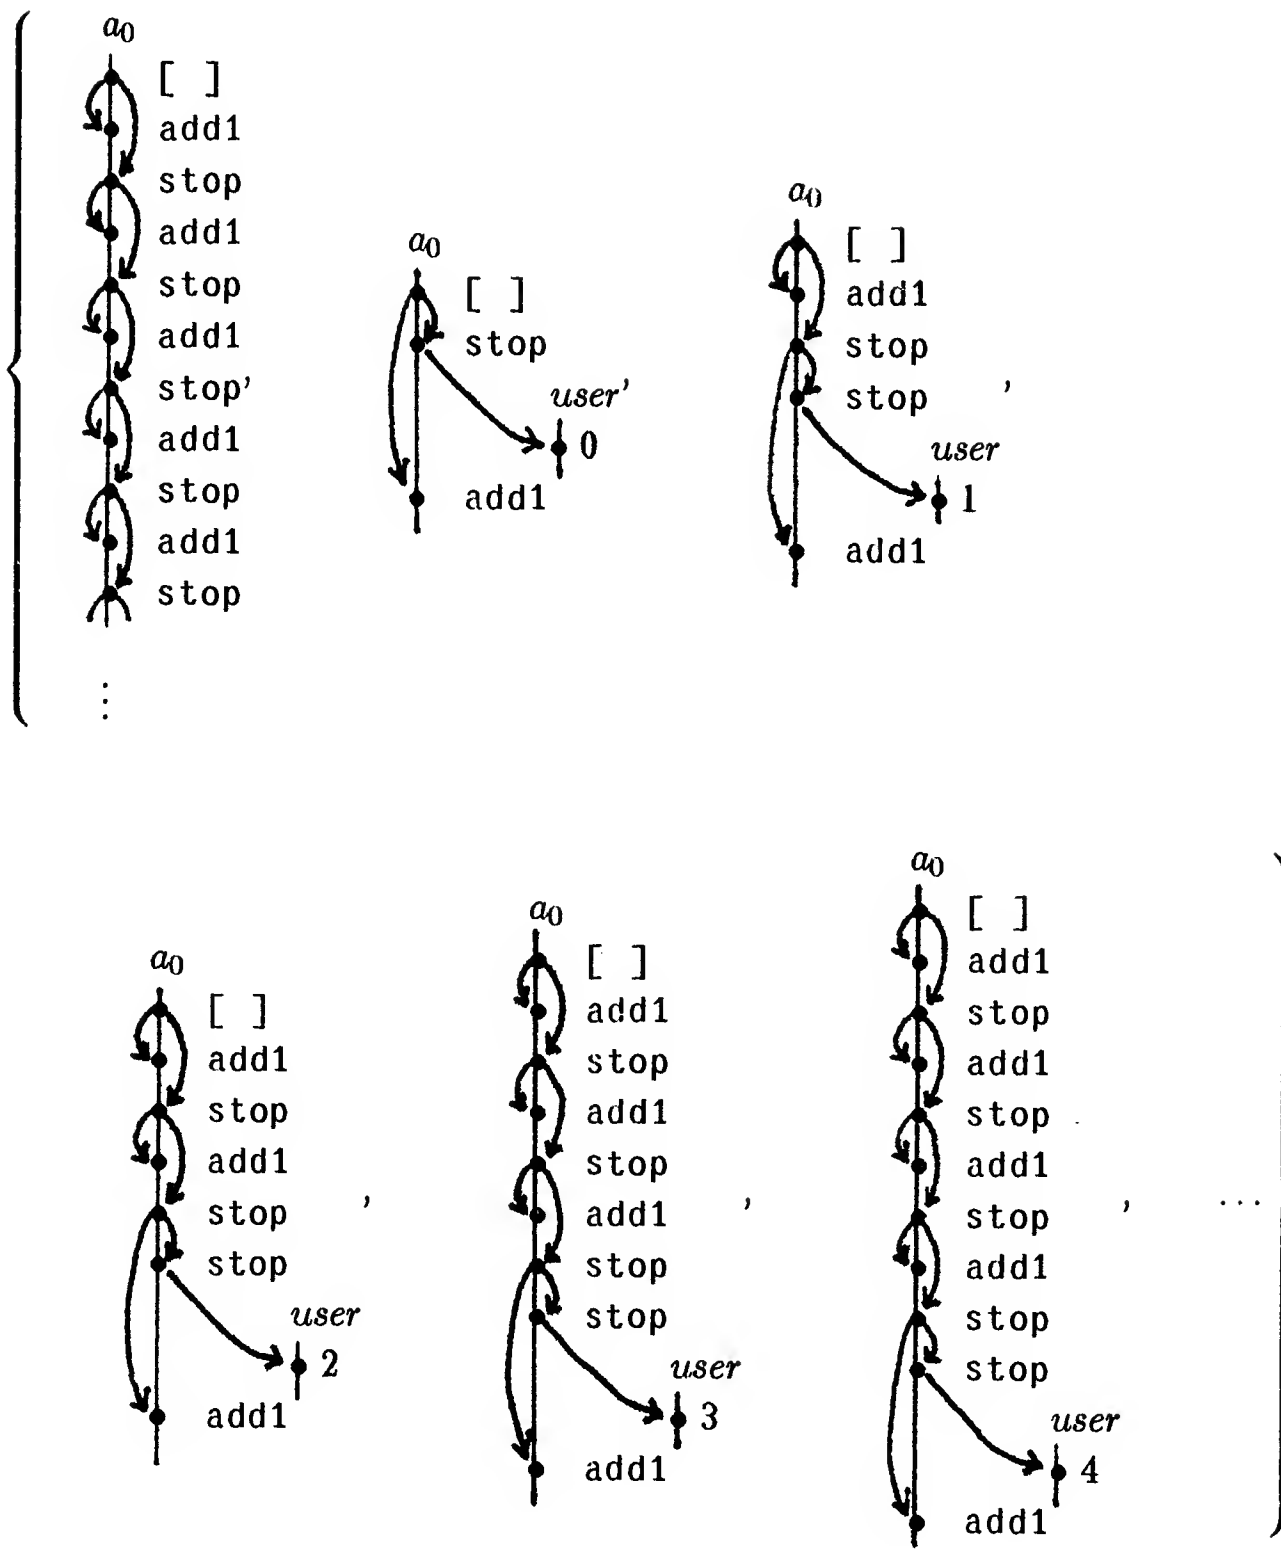 a0
[ ]
add1
stop
add1
stop
add1
stop'
add1
stop
add1
stop
⋮
a0
[ ]
stop
user'
0
add1
a0
[ ]
add1
stop
stop
,
user
1
add1
a0
[ ]
add1
stop
add1
stop
stop
,
user
2
add1
a0
[ ]
add1
stop
add1
stop
add1
stop
stop
,
user
3
add1
a0
[ ]
add1
stop
add1
stop
add1
stop
add1
stop
stop
, ...
user
4
add1